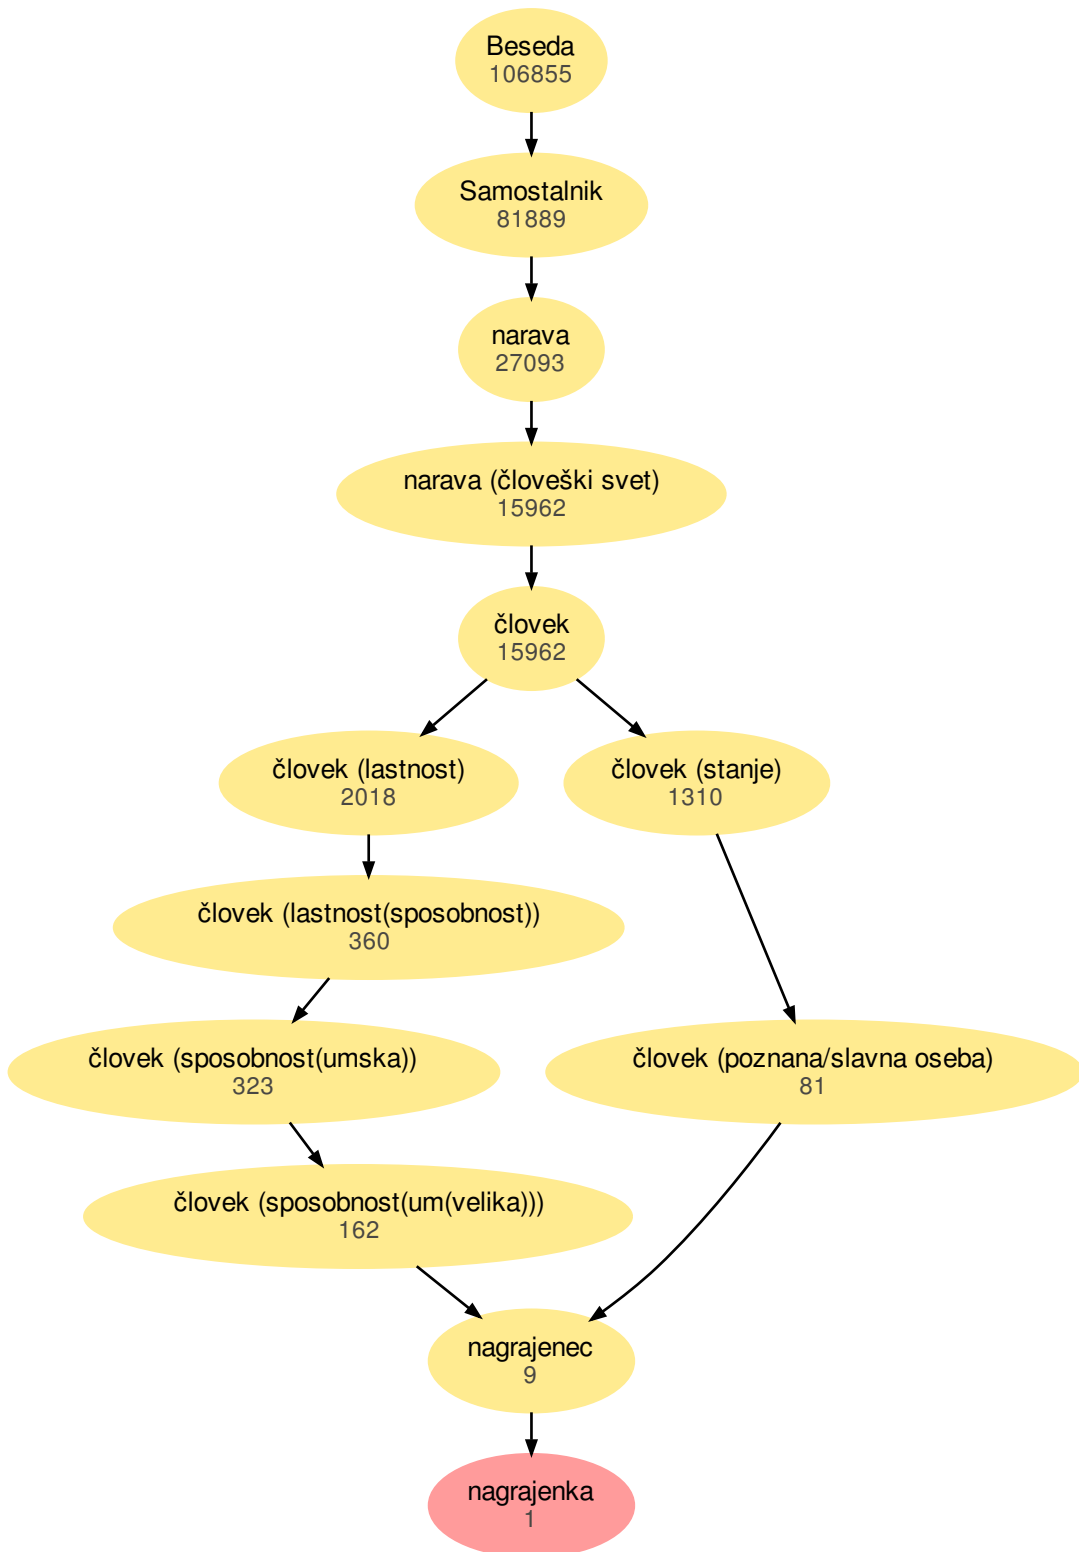 Beseda
106855
Samostalnik
81889
narava
27093
narava (človeški svet)
15962
človek
15962
človek (lastnost)
2018
človek (stanje)
1310
človek (lastnost(sposobnost))
360
človek (sposobnost(umska))
323
človek (poznana/slavna oseba)
81
človek (sposobnost(um(velika)))
162
nagrajenec
9
nagrajenka
1